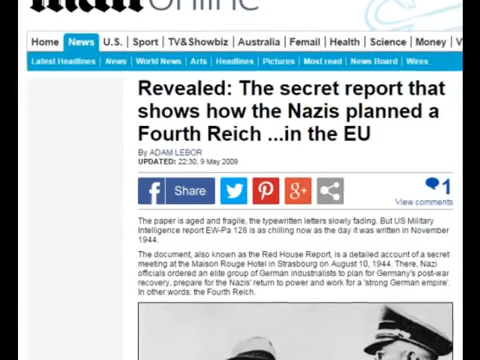 Mail Online
Home News U.S. Sport TV&Showbiz Australia Femail Health Science Money
Latest Headlines News World News Arts Headlines Pictures Most read News Board Wires
Revealed: The secret report that
shows how the Nazis planned a
Fourth Reich ...in the EU
By ADAM LEBOR
UPDATED: 22:30, 9 May 2009
f Share g+ 1
View comments
The paper is aged and fragile, the typewritten letters slowly fading. But US Military
Intelligence report EW-Pa 128 is as chilling now as the day it was written in November
1944.
The document, also known as the Red House Report, is a detailed account of a secret
meeting at the Maison Rouge Hotel in Strasbourg on August 10, 1944. There, Nazi
officials ordered an elite group of German industrialists to plan for Germany's post-war
recovery, prepare for the Nazis' return to power and work for a 'strong German empire'.
In other words: the Fourth Reich.